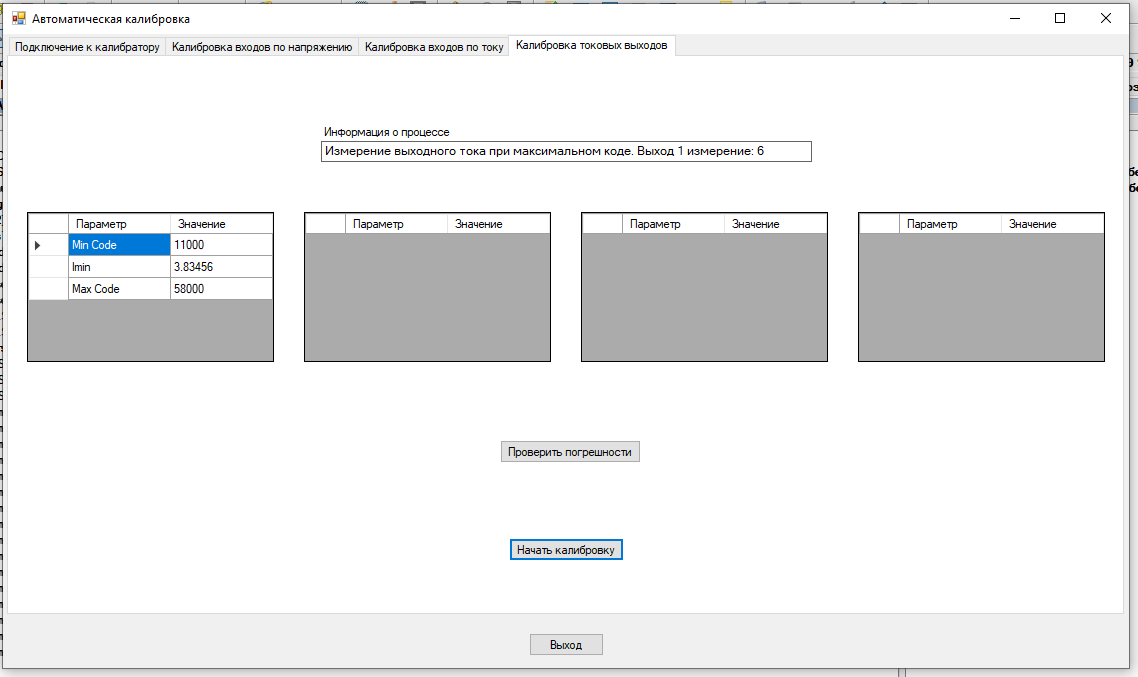 Автоматическая калибровка
Подключение к калибратору Калибровка входов по напряжению Калибровка входов по току Калибровка токовых выходов
Информация о процессе
Измерение выходного тока при максимальном коде. Выход 1 измерение: 6
Параметр Значение Параметр Значение Параметр Значение Параметр Значение
Min Code 11000
Imin 3.83456
Max Code 58000
Проверить погрешности
Начать калибровку
Выход